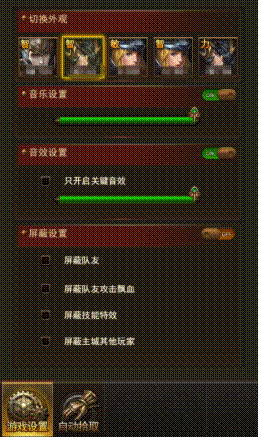 切换外观
智 智 敏 敏 力
音乐设置
音效设置
只开启关键音效
屏蔽设置
屏蔽队友
屏蔽队友攻击飘血
屏蔽技能特效
屏蔽主城其他玩家
游戏设置 自动拾取